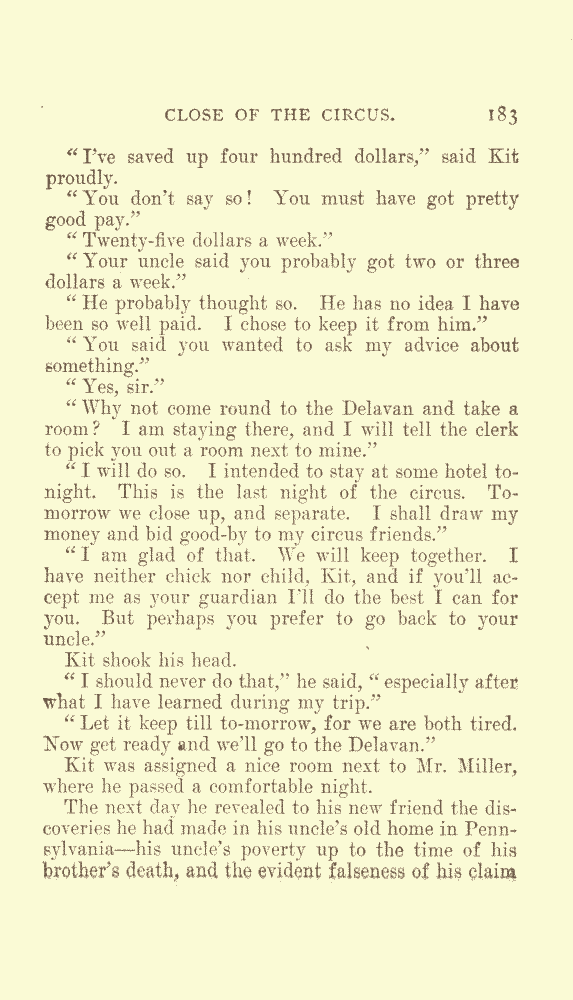 CLOSE OF THE CIRCUS. 183
“I’ve saved up four hundred dollars,” said Kit
proudly.
“You don’t say so! You must have got pretty
good pay.”
“Twenty-five dollars a week.”
“Your uncle said you probably got two or three
dollars a week.”
“He probably thought so. He has no idea I have
been so well paid. I chose to keep it from him.”
“You said you wanted to ask my advice about
something.”
“Yes, sir.”
“Why not come round to the Delavan and take a
room? I am staying there, and I will tell the clerk
to pick you out a room next to mine.”
“I will do so. I intended to stay at some hotel to-
night. This is the last night of the circus. To-
morrow we close up, and separate. I shall draw my
money and bid good-by to my circus friends.”
“I am glad of that. We will keep together. I
have neither chick nor child, Kit, and if you’ll ac-
cept me as your guardian I’ll do the best I can for
you. But perhaps you prefer to go back to your
uncle.”
Kit shook his head.
“I should never do that,” he said, “especially after
what I have learned during my trip.”
“Let it keep till to-morrow, for we are both tired.
Now get ready and we’ll go to the Delavan.”
Kit was assigned a nice room next to Mr. Miller,
where he passed a comfortable night.
The next day he revealed to his new friend the dis-
coveries he had made in his uncle’s old home in Penn-
sylvania—his uncle’s poverty up to the time of his
brother’s death, and the evident falseness of his claim